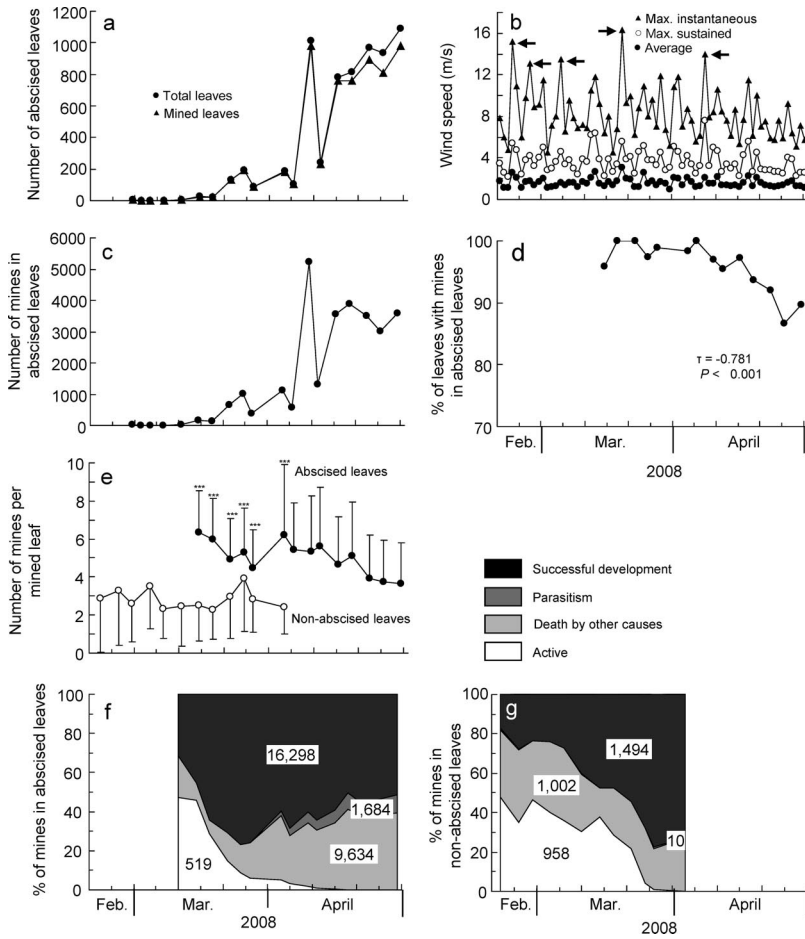 a
Number of abscised leaves
1200
1000
800
600
400
200
0
Total leaves
Mined leaves
b
Wind speed (m/s)
Max. instantaneous
Max. sustained
Average
20
16
12
8
4
0
c
Number of mines in
abscised leaves
6000
5000
4000
3000
2000
1000
0
d
% of leaves with mines
in abscised leaves
100
90
80
70
τ = -0.781
P < 0.001
Feb.
Mar.
April
2008
e
Number of mines per
mined leaf
10
8
6
4
2
0
***
***
***
***
***
***
Abscised leaves
Non-abscised leaves
Successful development
Parasitism
Death by other causes
Active
f
% of mines in abscised leaves
100
80
60
40
20
0
16,298
1,684
9,634
519
Feb.
Mar.
April
2008
g
% of mines in
non-abscised leaves
100
80
60
40
20
0
1,494
1,002
10
958
Feb.
Mar.
April
2008